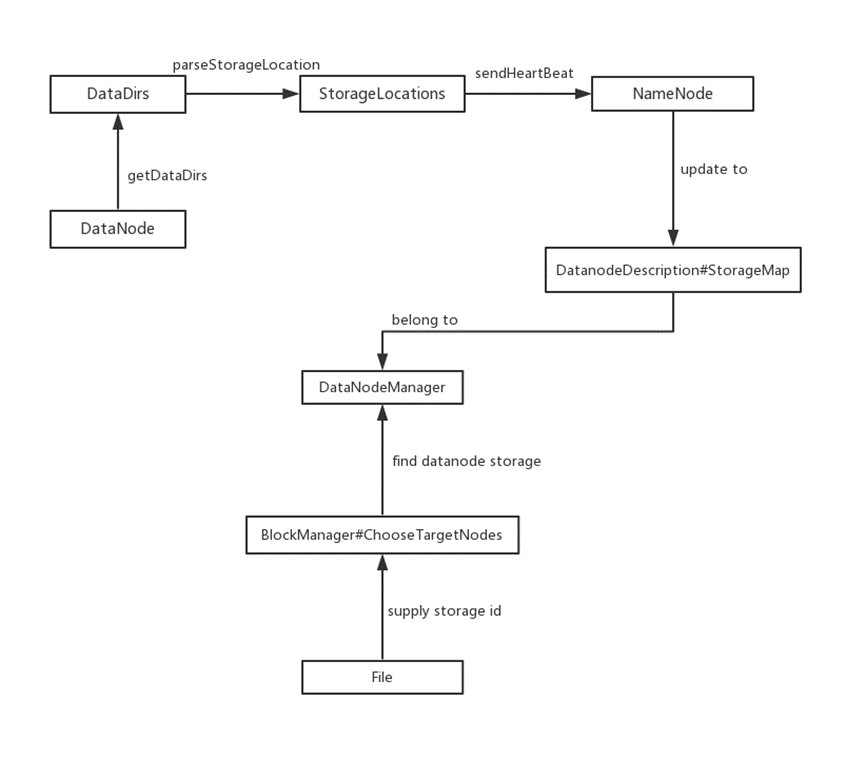 parseStorageLocation
sendHeartBeat
DataDirs
StorageLocations
NameNode
getDataDirs
update to
DataNode
DatanodeDescription#StorageMap
belong to
DataNodeManager
find datanode storage
BlockManager#ChooseTargetNodes
supply storage id
File